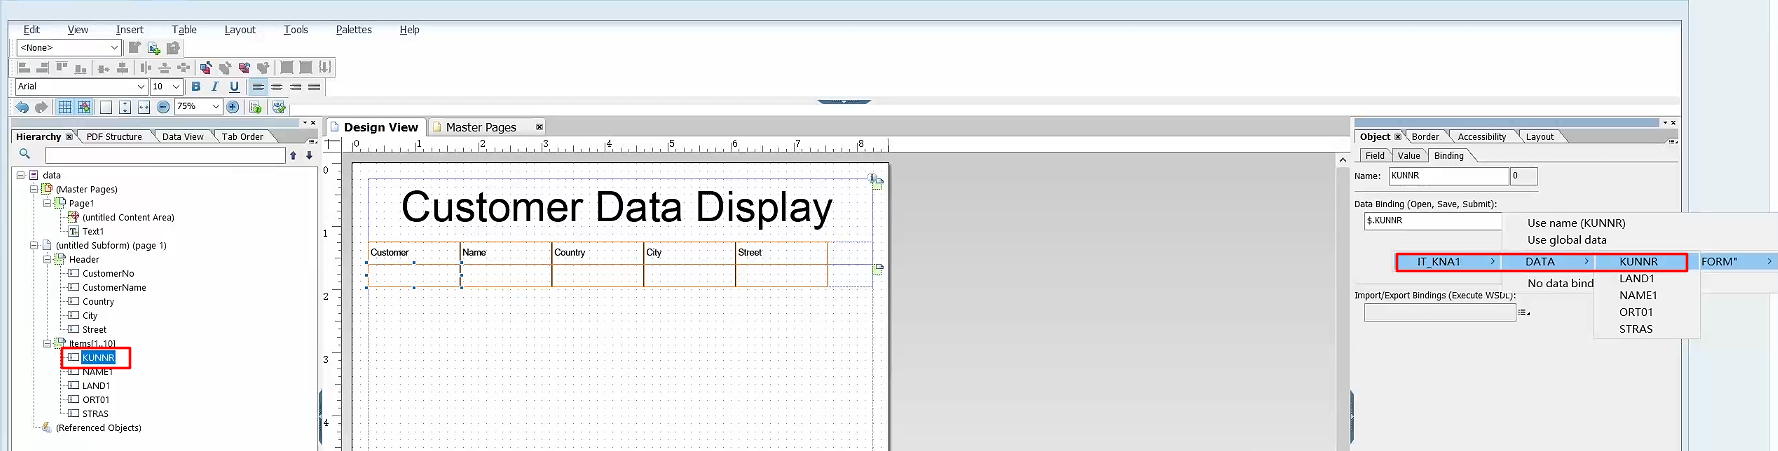 Edit View Insert Table Layout Tools Palettes Help
<None>
Arial 10 B I U
75%
Hierarchy PDF Structure Data View Tab Order
data
(Master Pages)
Page1
(untitled Content Area)
Text1
(untitled Subform) (page 1)
Header
CustomerNo
CustomerName
Country
City
Street
Items[1..10]
KUNNR
NAME1
LAND1
ORT01
STRAS
(Referenced Objects)
Design View Master Pages
0 1 2 3 4 5 6 7 8
0
1
2
3
4
Customer Data Display
Customer Name Country City Street
Object Border Accessibility Layout
Field Value Binding
Name: KUNNR 0
Data Binding (Open, Save, Submit):
$.KUNNR
Use name (KUNNR)
Use global data
IT_KNA1 > DATA > KUNNR FORM" >
LAND1
No data bind
NAME1
ORT01
STRAS
Import/Export Bindings (Execute WSDL):